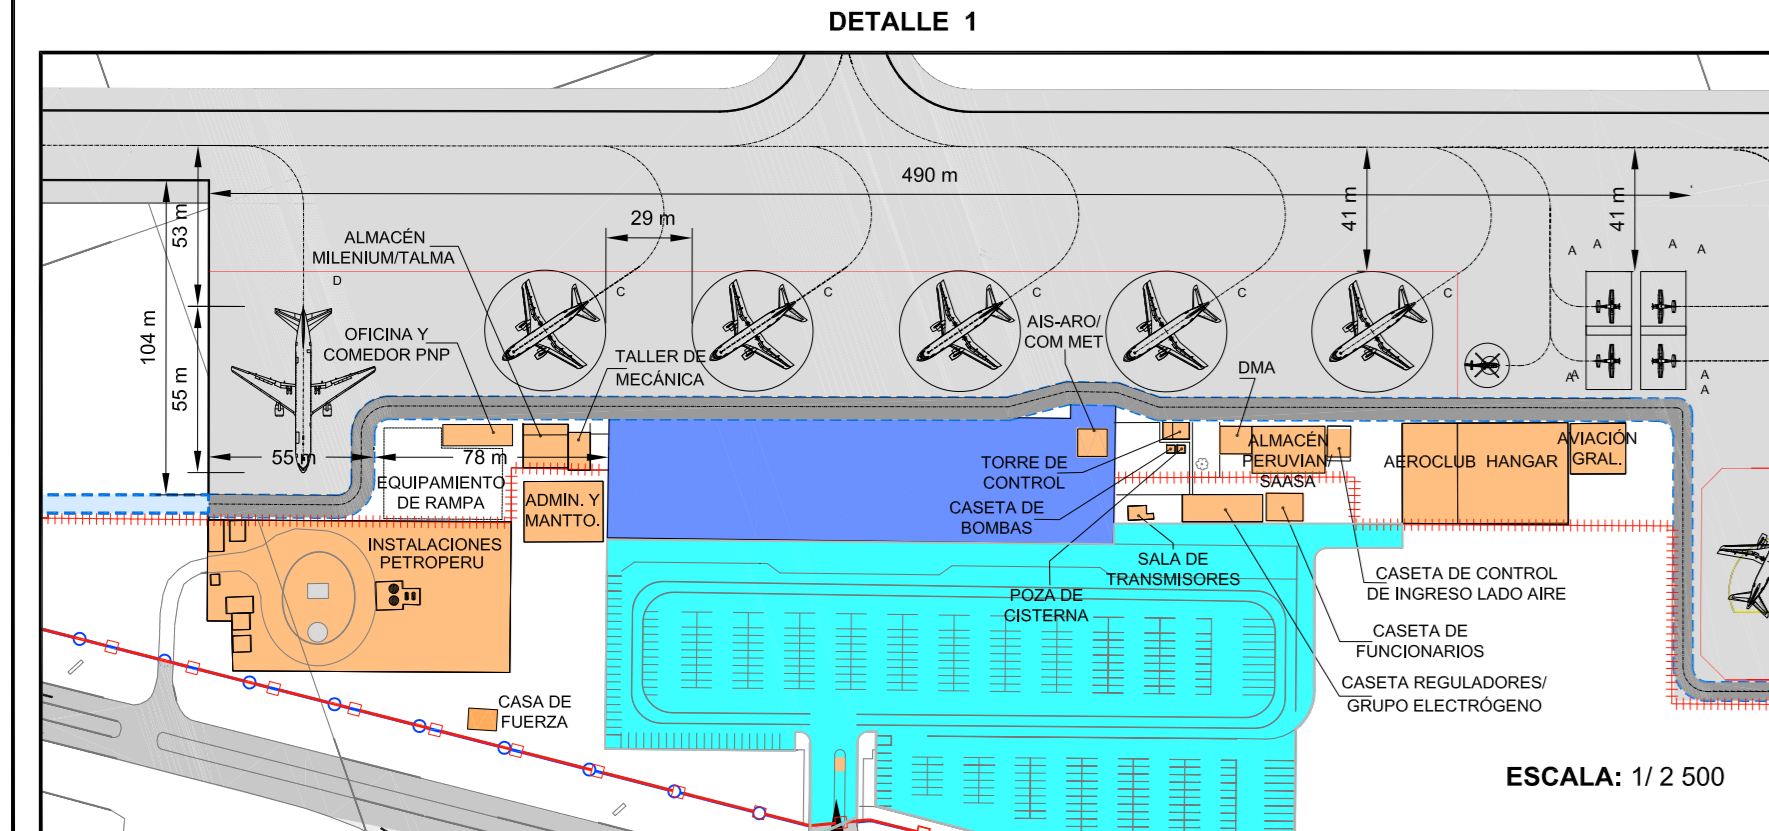 DETALLE 1
490 m
53 m
29 m
41 m
41 m
ALMACÉN
MILENIUM/TALMA
A
A
A
A
D
C
C
C
C
C
104 m
55 m
OFICINA Y
COMEDOR PNP
TALLER DE
MECÁNICA
AIS-ARO/
COM MET
DMA
A
A
A
A
55 m
78 m
EQUIPAMIENTO
DE RAMPA
ADMIN. Y
MANTTO.
TORRE DE
CONTROL
CASETA DE
BOMBAS
ALMACÉN
PERUVIAN/
SAASA
AEROCLUB
HANGAR
AVIACIÓN
GRAL.
INSTALACIONES
PETROPERU
SALA DE
TRANSMISORES
POZA DE
CISTERNA
CASETA DE CONTROL
DE INGRESO LADO AIRE
CASETA DE
FUNCIONARIOS
CASETA REGULADORES/
GRUPO ELECTRÓGENO
CASA DE
FUERZA
ESCALA: 1/ 2 500